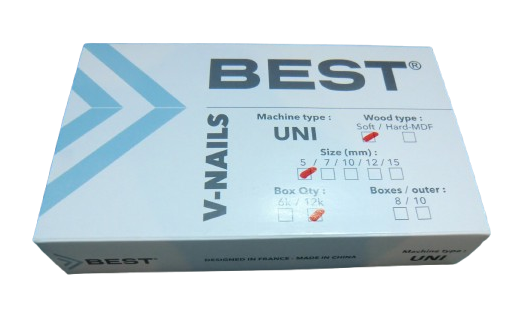 BEST®
V-NAILS
Machine type :
UNI
Wood type :
Soft / Hard-MDF
Size (mm) :
5 / 7 / 10 / 12 / 15
Box Qty :
6k / 12k
Boxes / outer :
8 / 10
BEST®
DESIGNED IN FRANCE - MADE IN CHINA
Machine type :
UNI